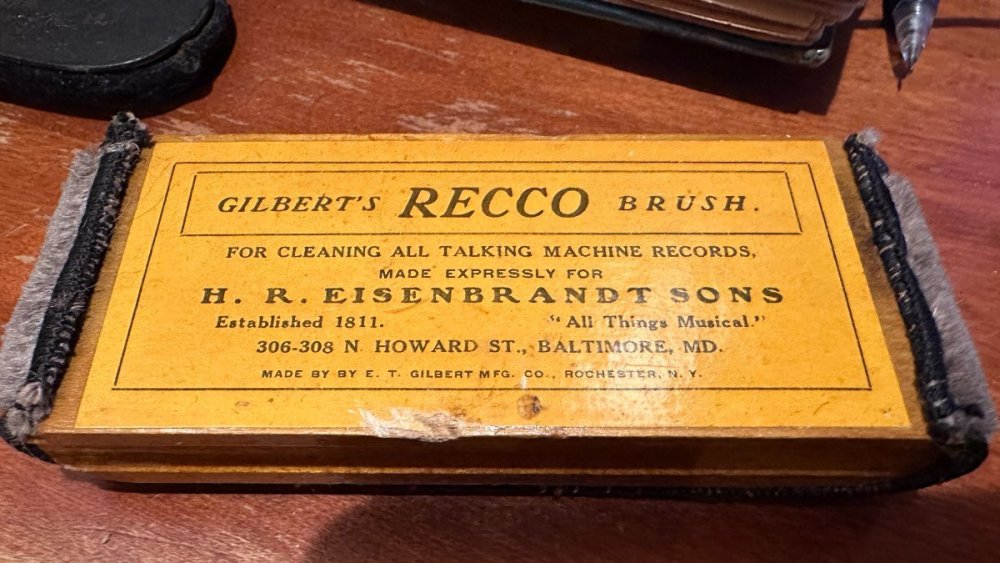 GILBERT'S RECCO BRUSH.
FOR CLEANING ALL TALKING MACHINE RECORDS,
MADE EXPRESSLY FOR
H. R. EISENBRANDT SONS
Established 1811. "All Things Musical."
306-308 N. HOWARD ST., BALTIMORE, MD.
MADE BY BY E. T. GILBERT MFG. CO., ROCHESTER, N. Y.